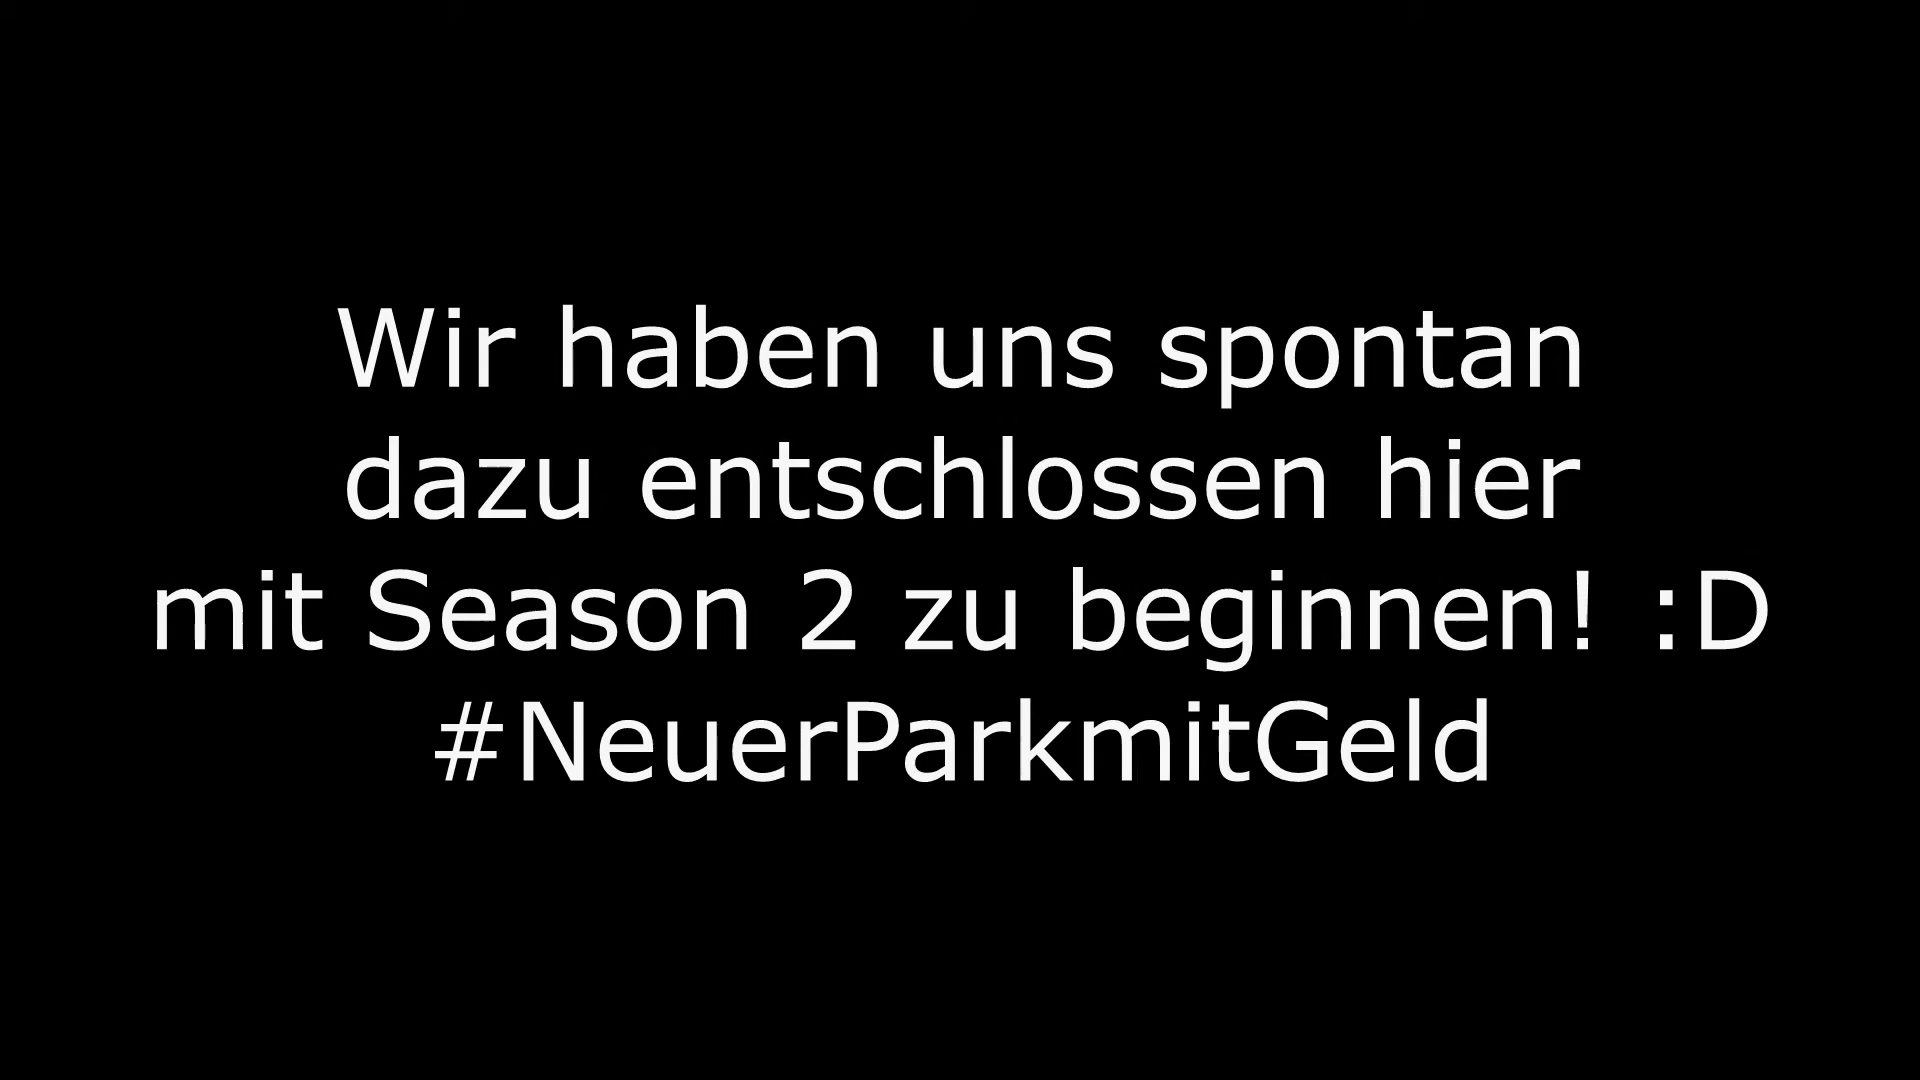 Wir haben uns spontan
dazu entschlossen hier
mit Season 2 zu beginnen! :D
#NeuerParkmitGeld